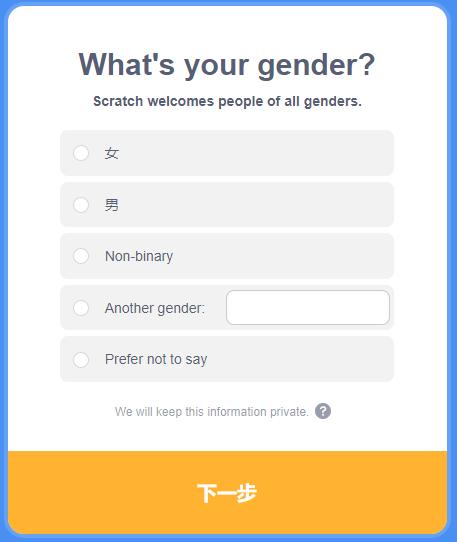 What's your gender?
Scratch welcomes people of all genders.
女
男
Non-binary
Another gender:
Prefer not to say
We will keep this information private. ?
下一步